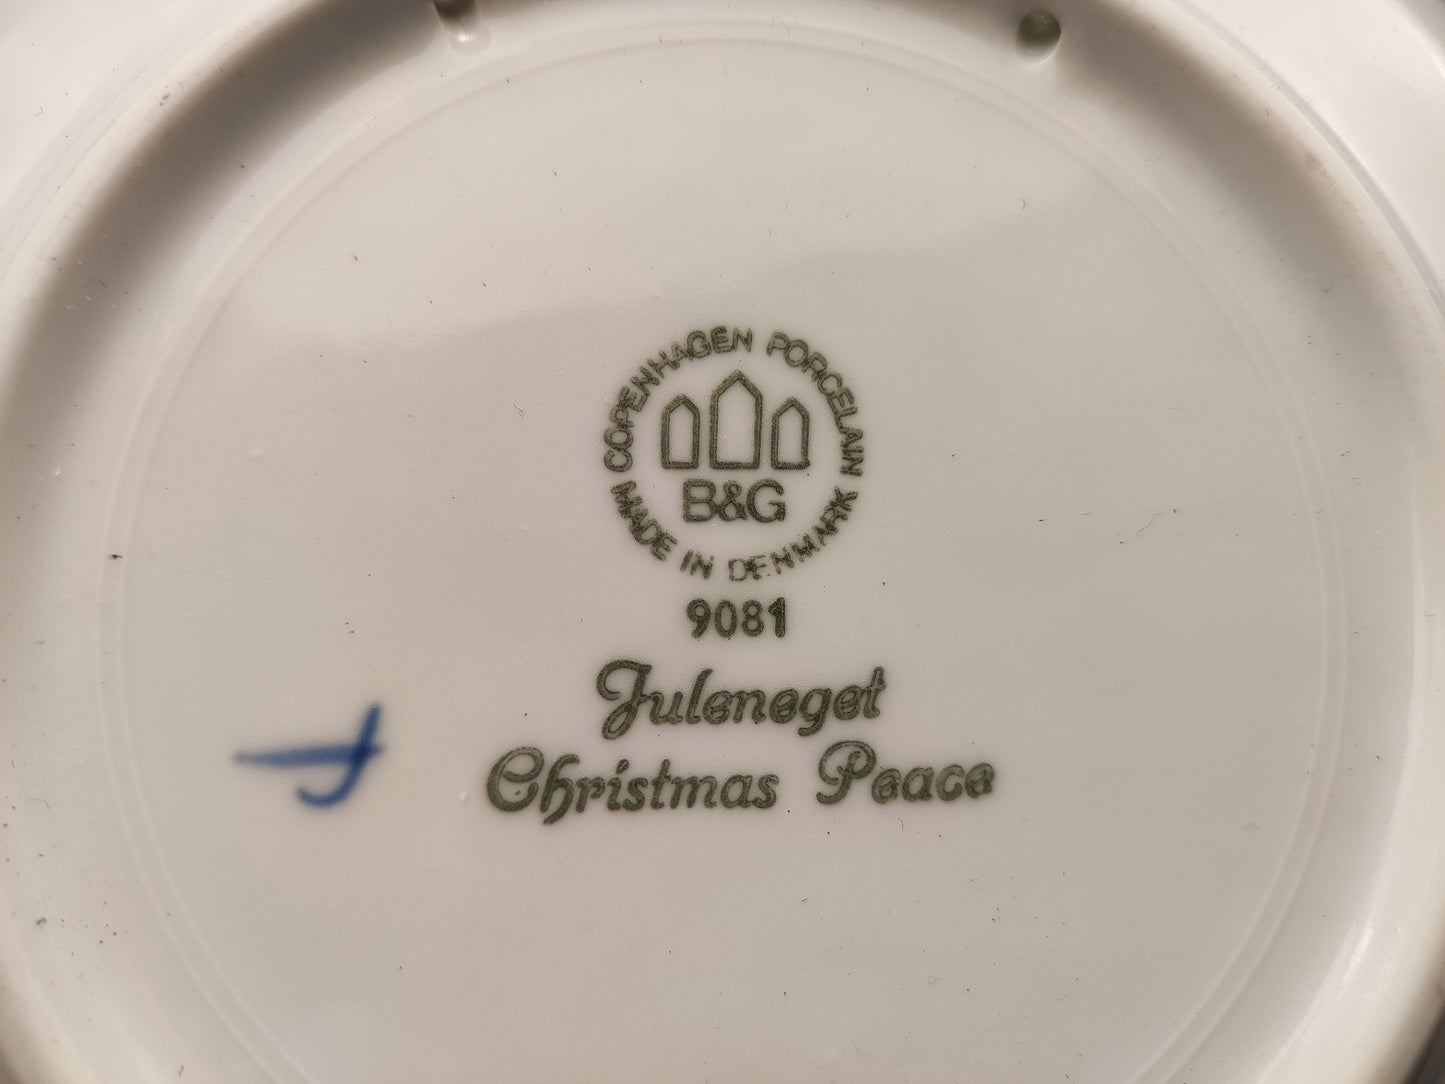 COPENHAGEN PORCELAIN
B&G
MADE IN DENMARK
9081
Juleneget
Christmas Peace